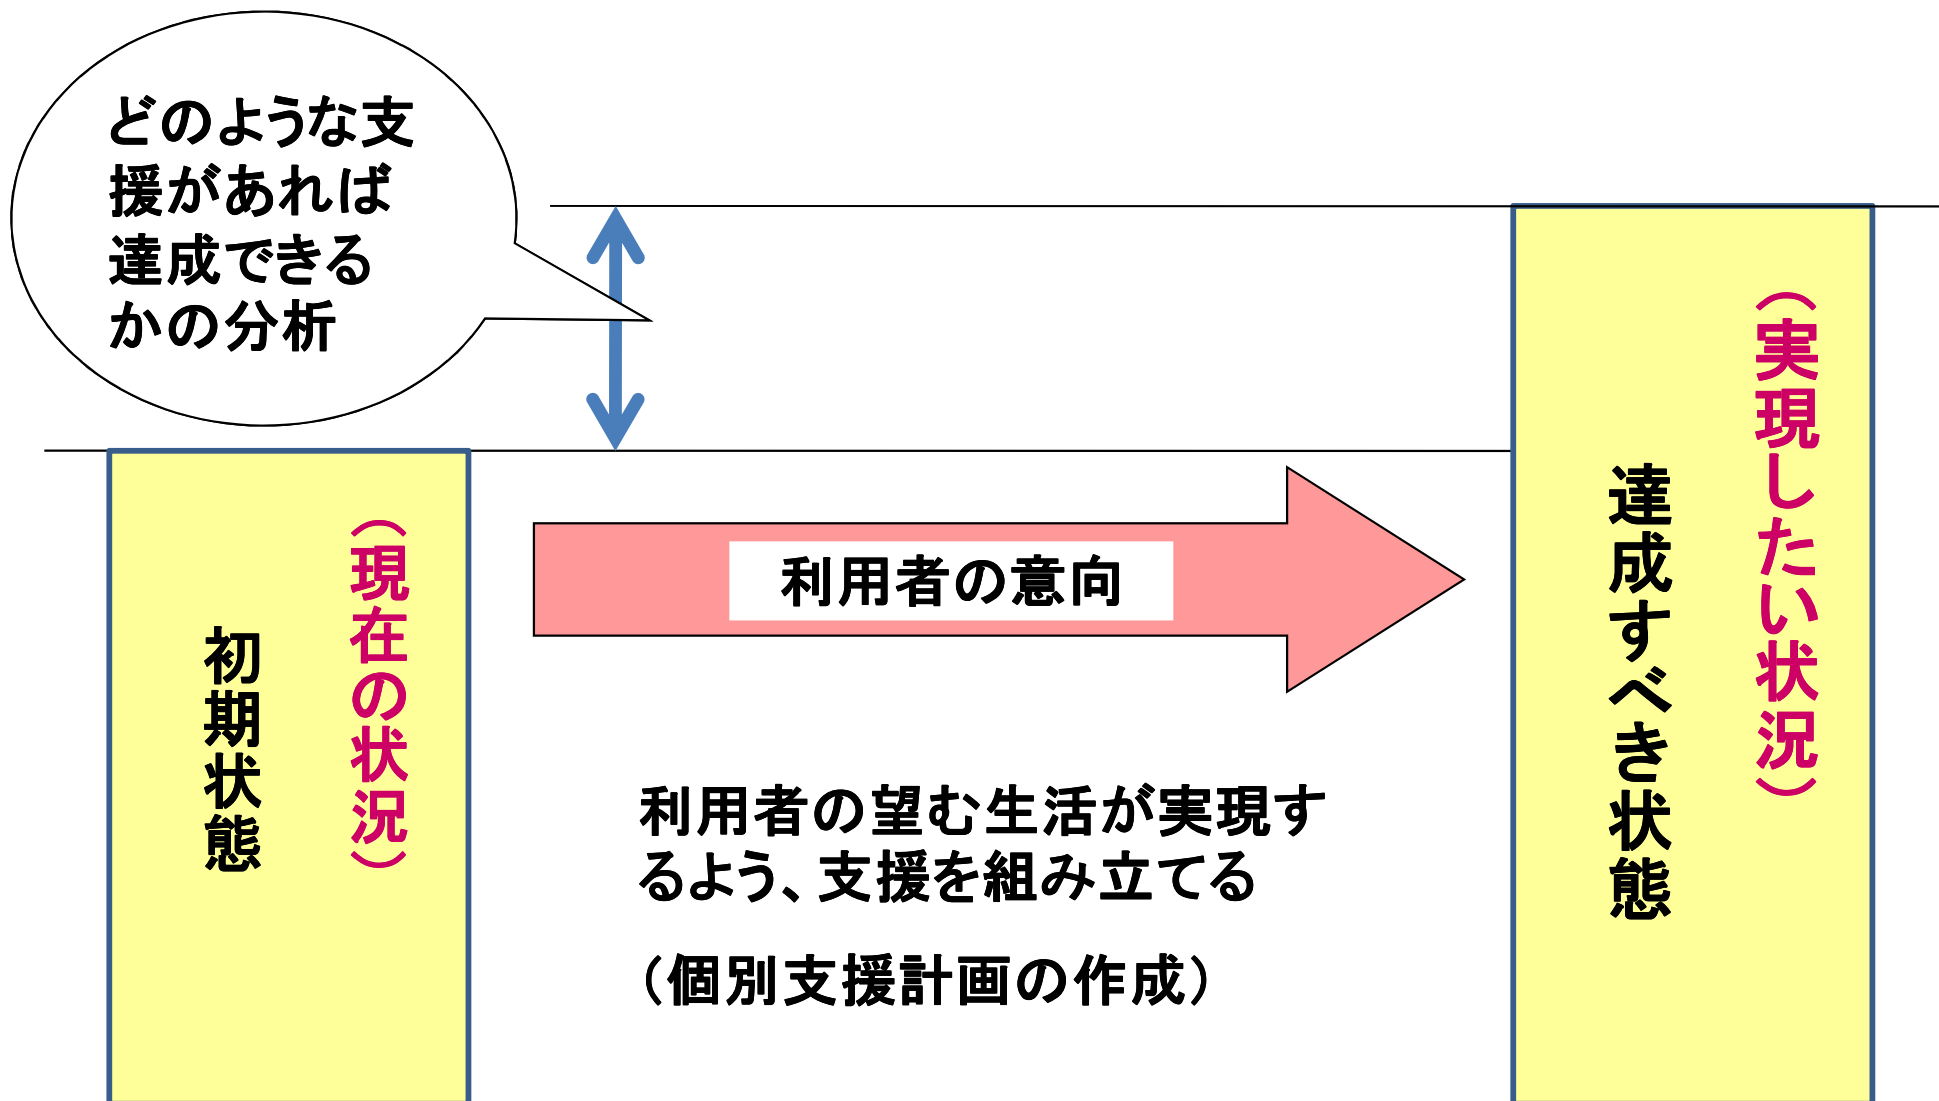 どのような支
援があれば
達成できる
かの分析
初期状態
（現在の状況）
利用者の意向
利用者の望む生活が実現す
るよう、支援を組み立てる
（個別支援計画の作成）
（実現したい状況）
達成すべき状態